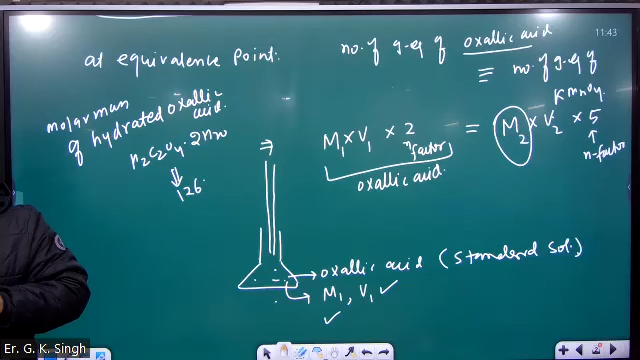 11:43
at equivalence point.
no. of g-eq of oxallic acid
≡ no. of g-eq of
KMnO4.
molar mass
of hydrated oxallic
acid.
H2C2O4. 2H2O
⇓
126.
⇒ M1 × V1 × 2 = M2 × V2 × 5
n factor
↑
n-factor
oxallic acid.
→ oxallic acid (standard sol.)
→ M1, V1 ✓
✓
Er. G. K. Singh